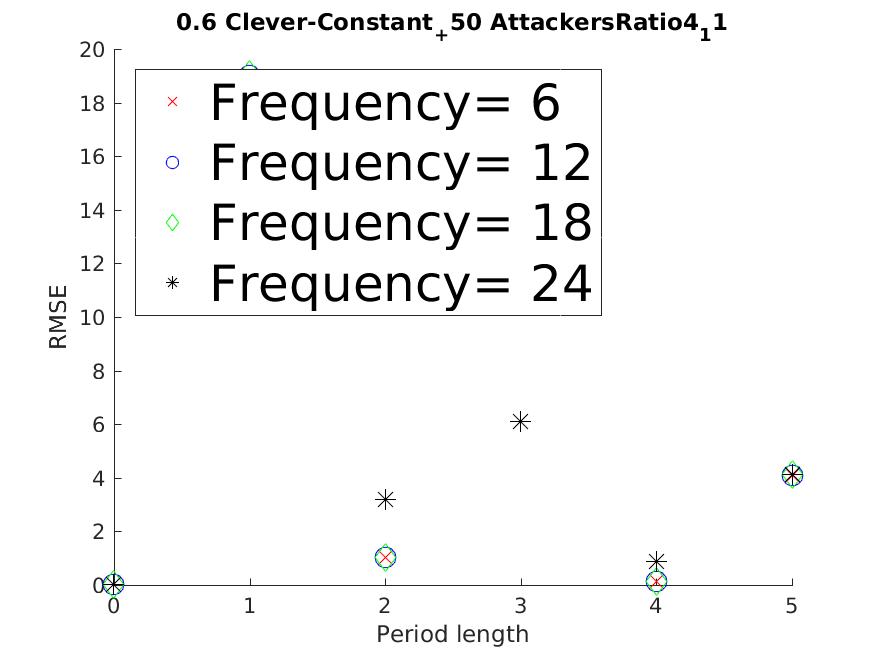 0.6 Clever-Constant₊50 AttackersRatio4₁1
20
18
16
14
12
10
8
6
4
2
0
RMSE
Frequency= 6
Frequency= 12
Frequency= 18
Frequency= 24
0 1 2 3 4 5
Period length